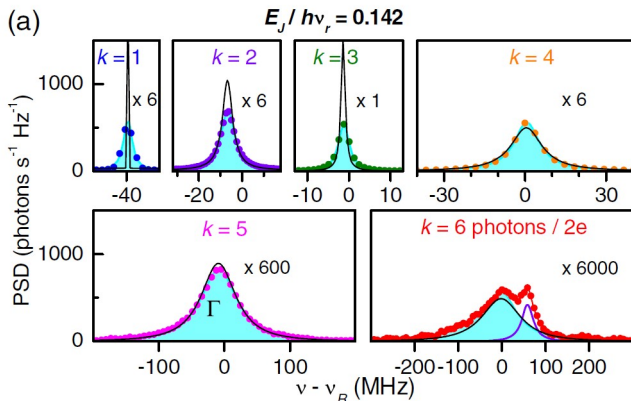 (a)
E_J / hν_r = 0.142
k = 1
k = 2
k = 3
k = 4
x 6
x 6
x 1
x 6
1000
0
-40
-20 0
-10 0 10
-30 0 30
PSD (photons s⁻¹ Hz⁻¹)
k = 5
k = 6 photons / 2e
x 600
x 6000
Γ
1000
0
-100 0 100
-200 -100 0 100 200
ν - ν_R (MHz)